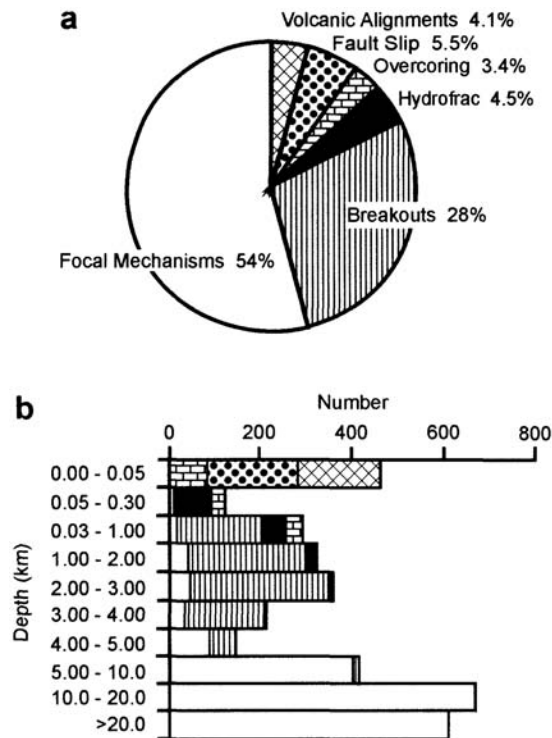 a
Volcanic Alignments 4.1%
Fault Slip 5.5%
Overcoring 3.4%
Hydrofrac 4.5%
Breakouts 28%
Focal Mechanisms 54%
b
Number
0 200 400 600 800
Depth (km)
0.00 - 0.05
0.05 - 0.30
0.03 - 1.00
1.00 - 2.00
2.00 - 3.00
3.00 - 4.00
4.00 - 5.00
5.00 - 10.0
10.0 - 20.0
>20.0